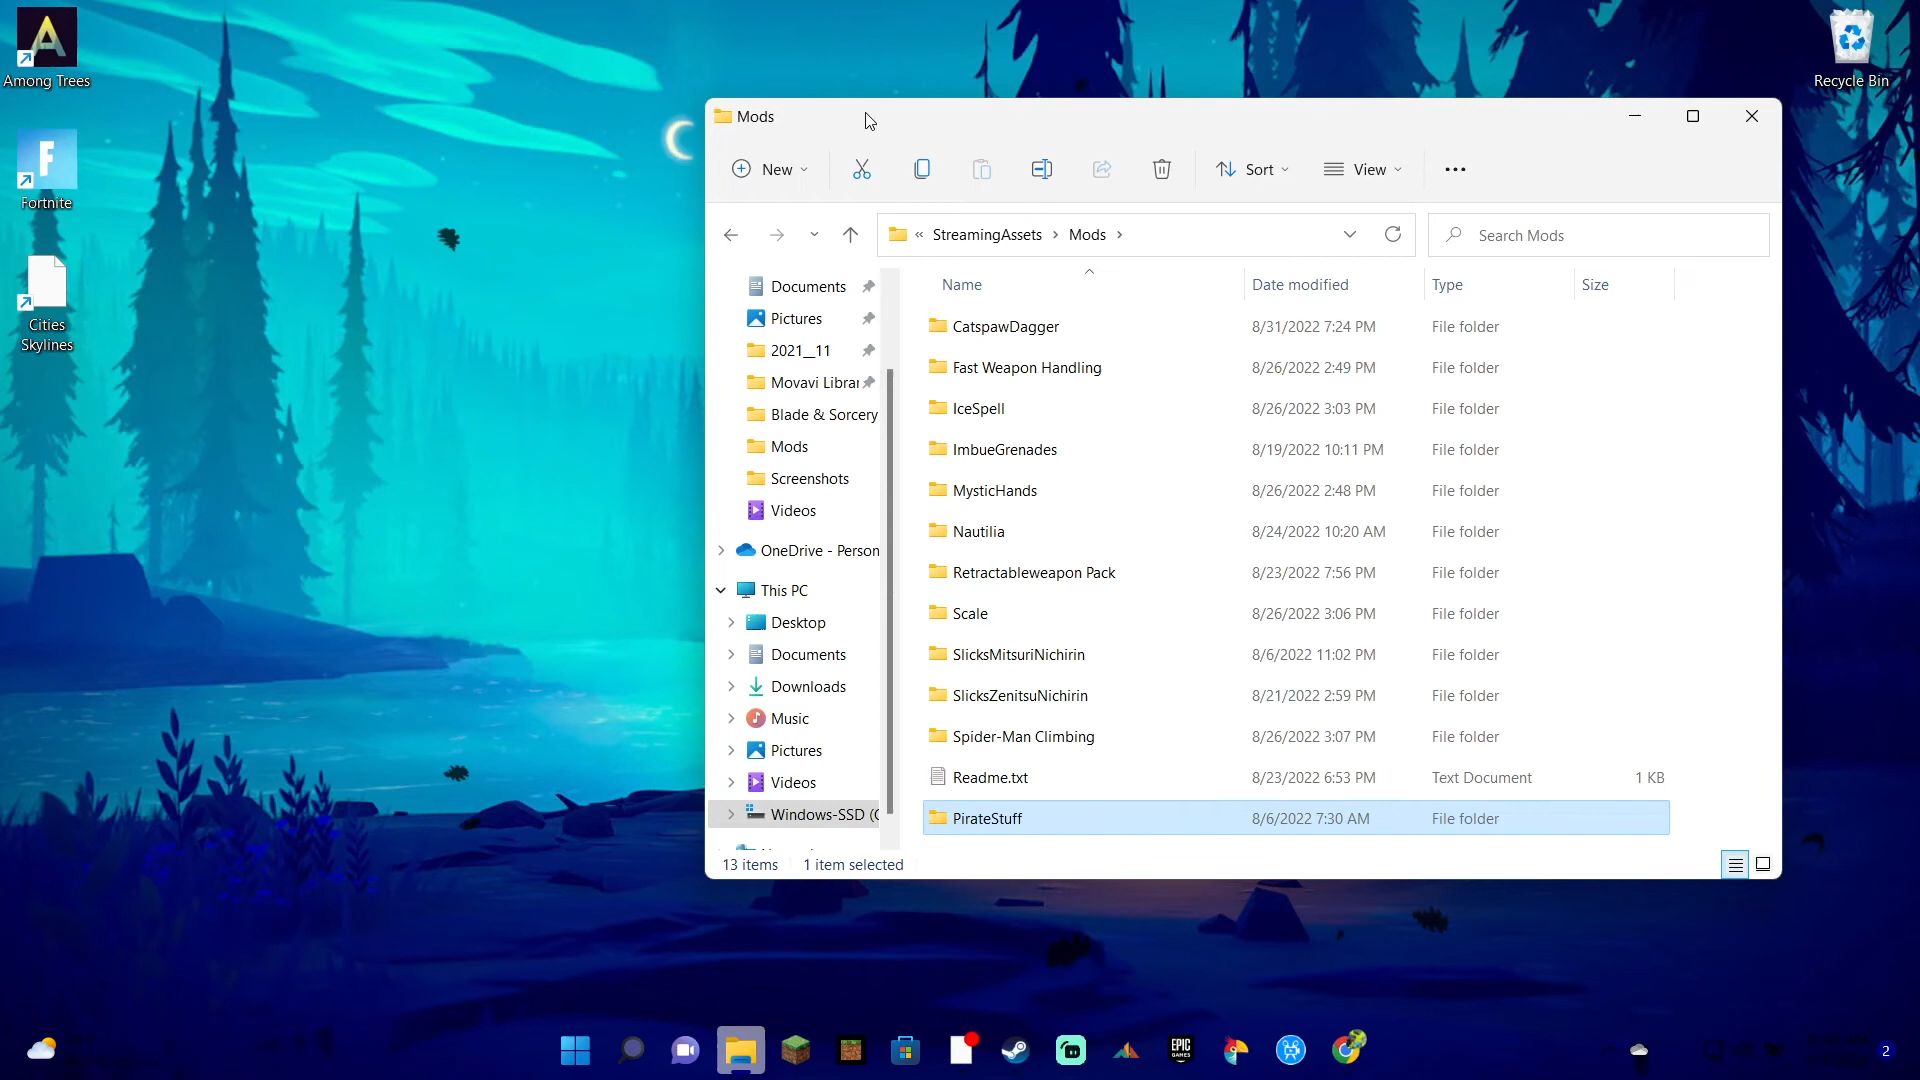 Among Trees
Fortnite
Cities
Skylines
Recycle Bin
Mods
New
Sort
View
« StreamingAssets › Mods ›
Search Mods
Documents
Pictures
2021__11
Movavi Librar
Blade & Sorcery
Mods
Screenshots
Videos
OneDrive - Person
This PC
Desktop
Documents
Downloads
Music
Pictures
Videos
Windows-SSD (C
Name Date modified Type Size
CatspawDagger 8/31/2022 7:24 PM File folder
Fast Weapon Handling 8/26/2022 2:49 PM File folder
IceSpell 8/26/2022 3:03 PM File folder
ImbueGrenades 8/19/2022 10:11 PM File folder
MysticHands 8/26/2022 2:48 PM File folder
Nautilia 8/24/2022 10:20 AM File folder
Retractableweapon Pack 8/23/2022 7:56 PM File folder
Scale 8/26/2022 3:06 PM File folder
SlicksMitsuriNichirin 8/6/2022 11:02 PM File folder
SlicksZenitsuNichirin 8/21/2022 2:59 PM File folder
Spider-Man Climbing 8/26/2022 3:07 PM File folder
Readme.txt 8/23/2022 6:53 PM Text Document 1 KB
PirateStuff 8/6/2022 7:30 AM File folder
13 items 1 item selected
EPIC
GAMES
2